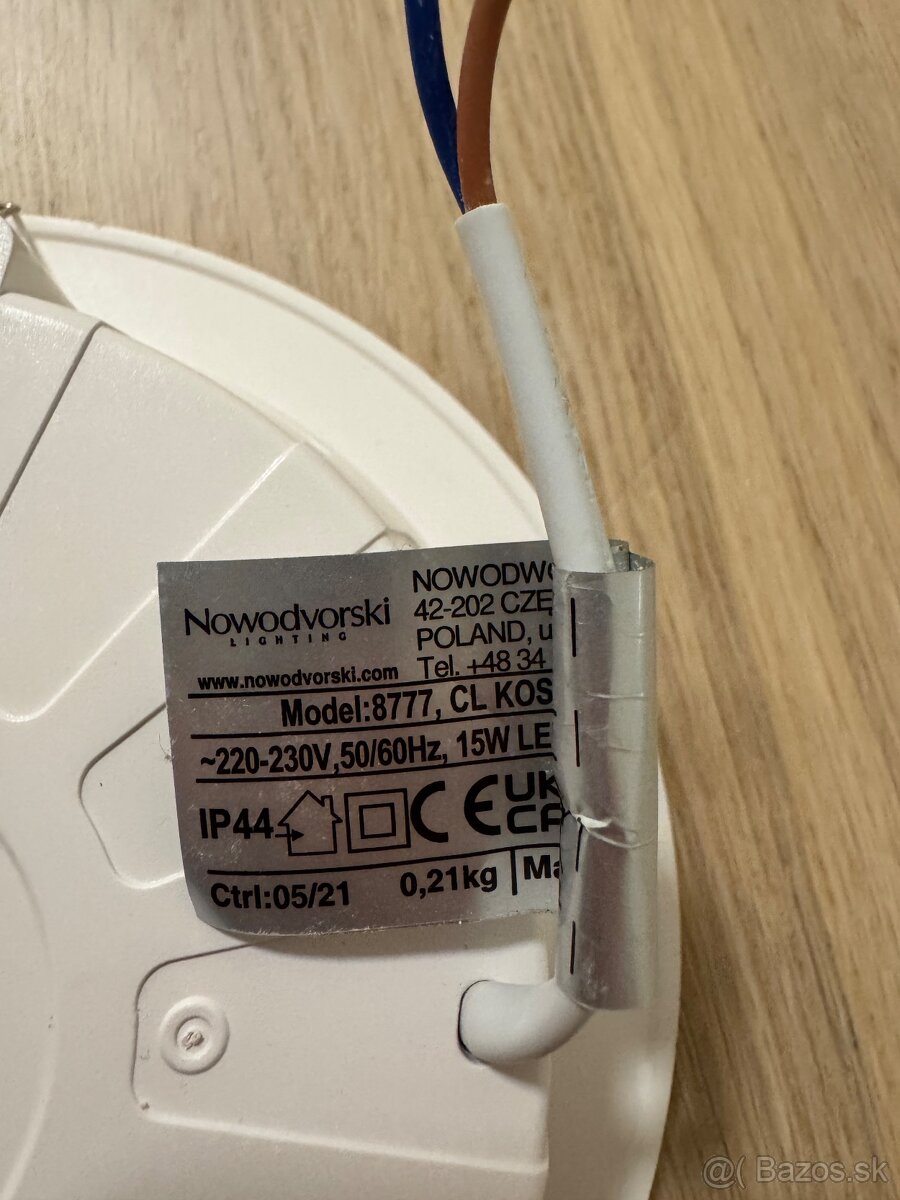 Nowodvorski
LIGHTING
www.nowodvorski.com
NOWODWO
42-202 CZĘ
POLAND, u
Tel. +48 34
Model:8777, CL KOS
~220-230V,50/60Hz, 15W LE
IP44 CE UK CA
Ctrl:05/21 0,21kg Ma
@( Bazos.sk